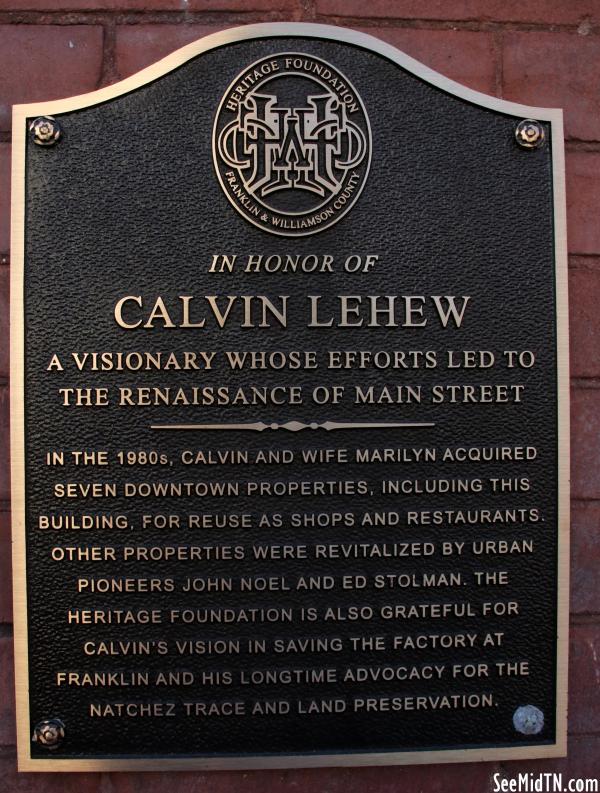 HERITAGE FOUNDATION
FRANKLIN & WILLIAMSON COUNTY
IN HONOR OF
CALVIN LEHEW
A VISIONARY WHOSE EFFORTS LED TO
THE RENAISSANCE OF MAIN STREET
IN THE 1980s, CALVIN AND WIFE MARILYN ACQUIRED
SEVEN DOWNTOWN PROPERTIES, INCLUDING THIS
BUILDING, FOR REUSE AS SHOPS AND RESTAURANTS.
OTHER PROPERTIES WERE REVITALIZED BY URBAN
PIONEERS JOHN NOEL AND ED STOLMAN. THE
HERITAGE FOUNDATION IS ALSO GRATEFUL FOR
CALVIN'S VISION IN SAVING THE FACTORY AT
FRANKLIN AND HIS LONGTIME ADVOCACY FOR THE
NATCHEZ TRACE AND LAND PRESERVATION.
SeeMidTN.com